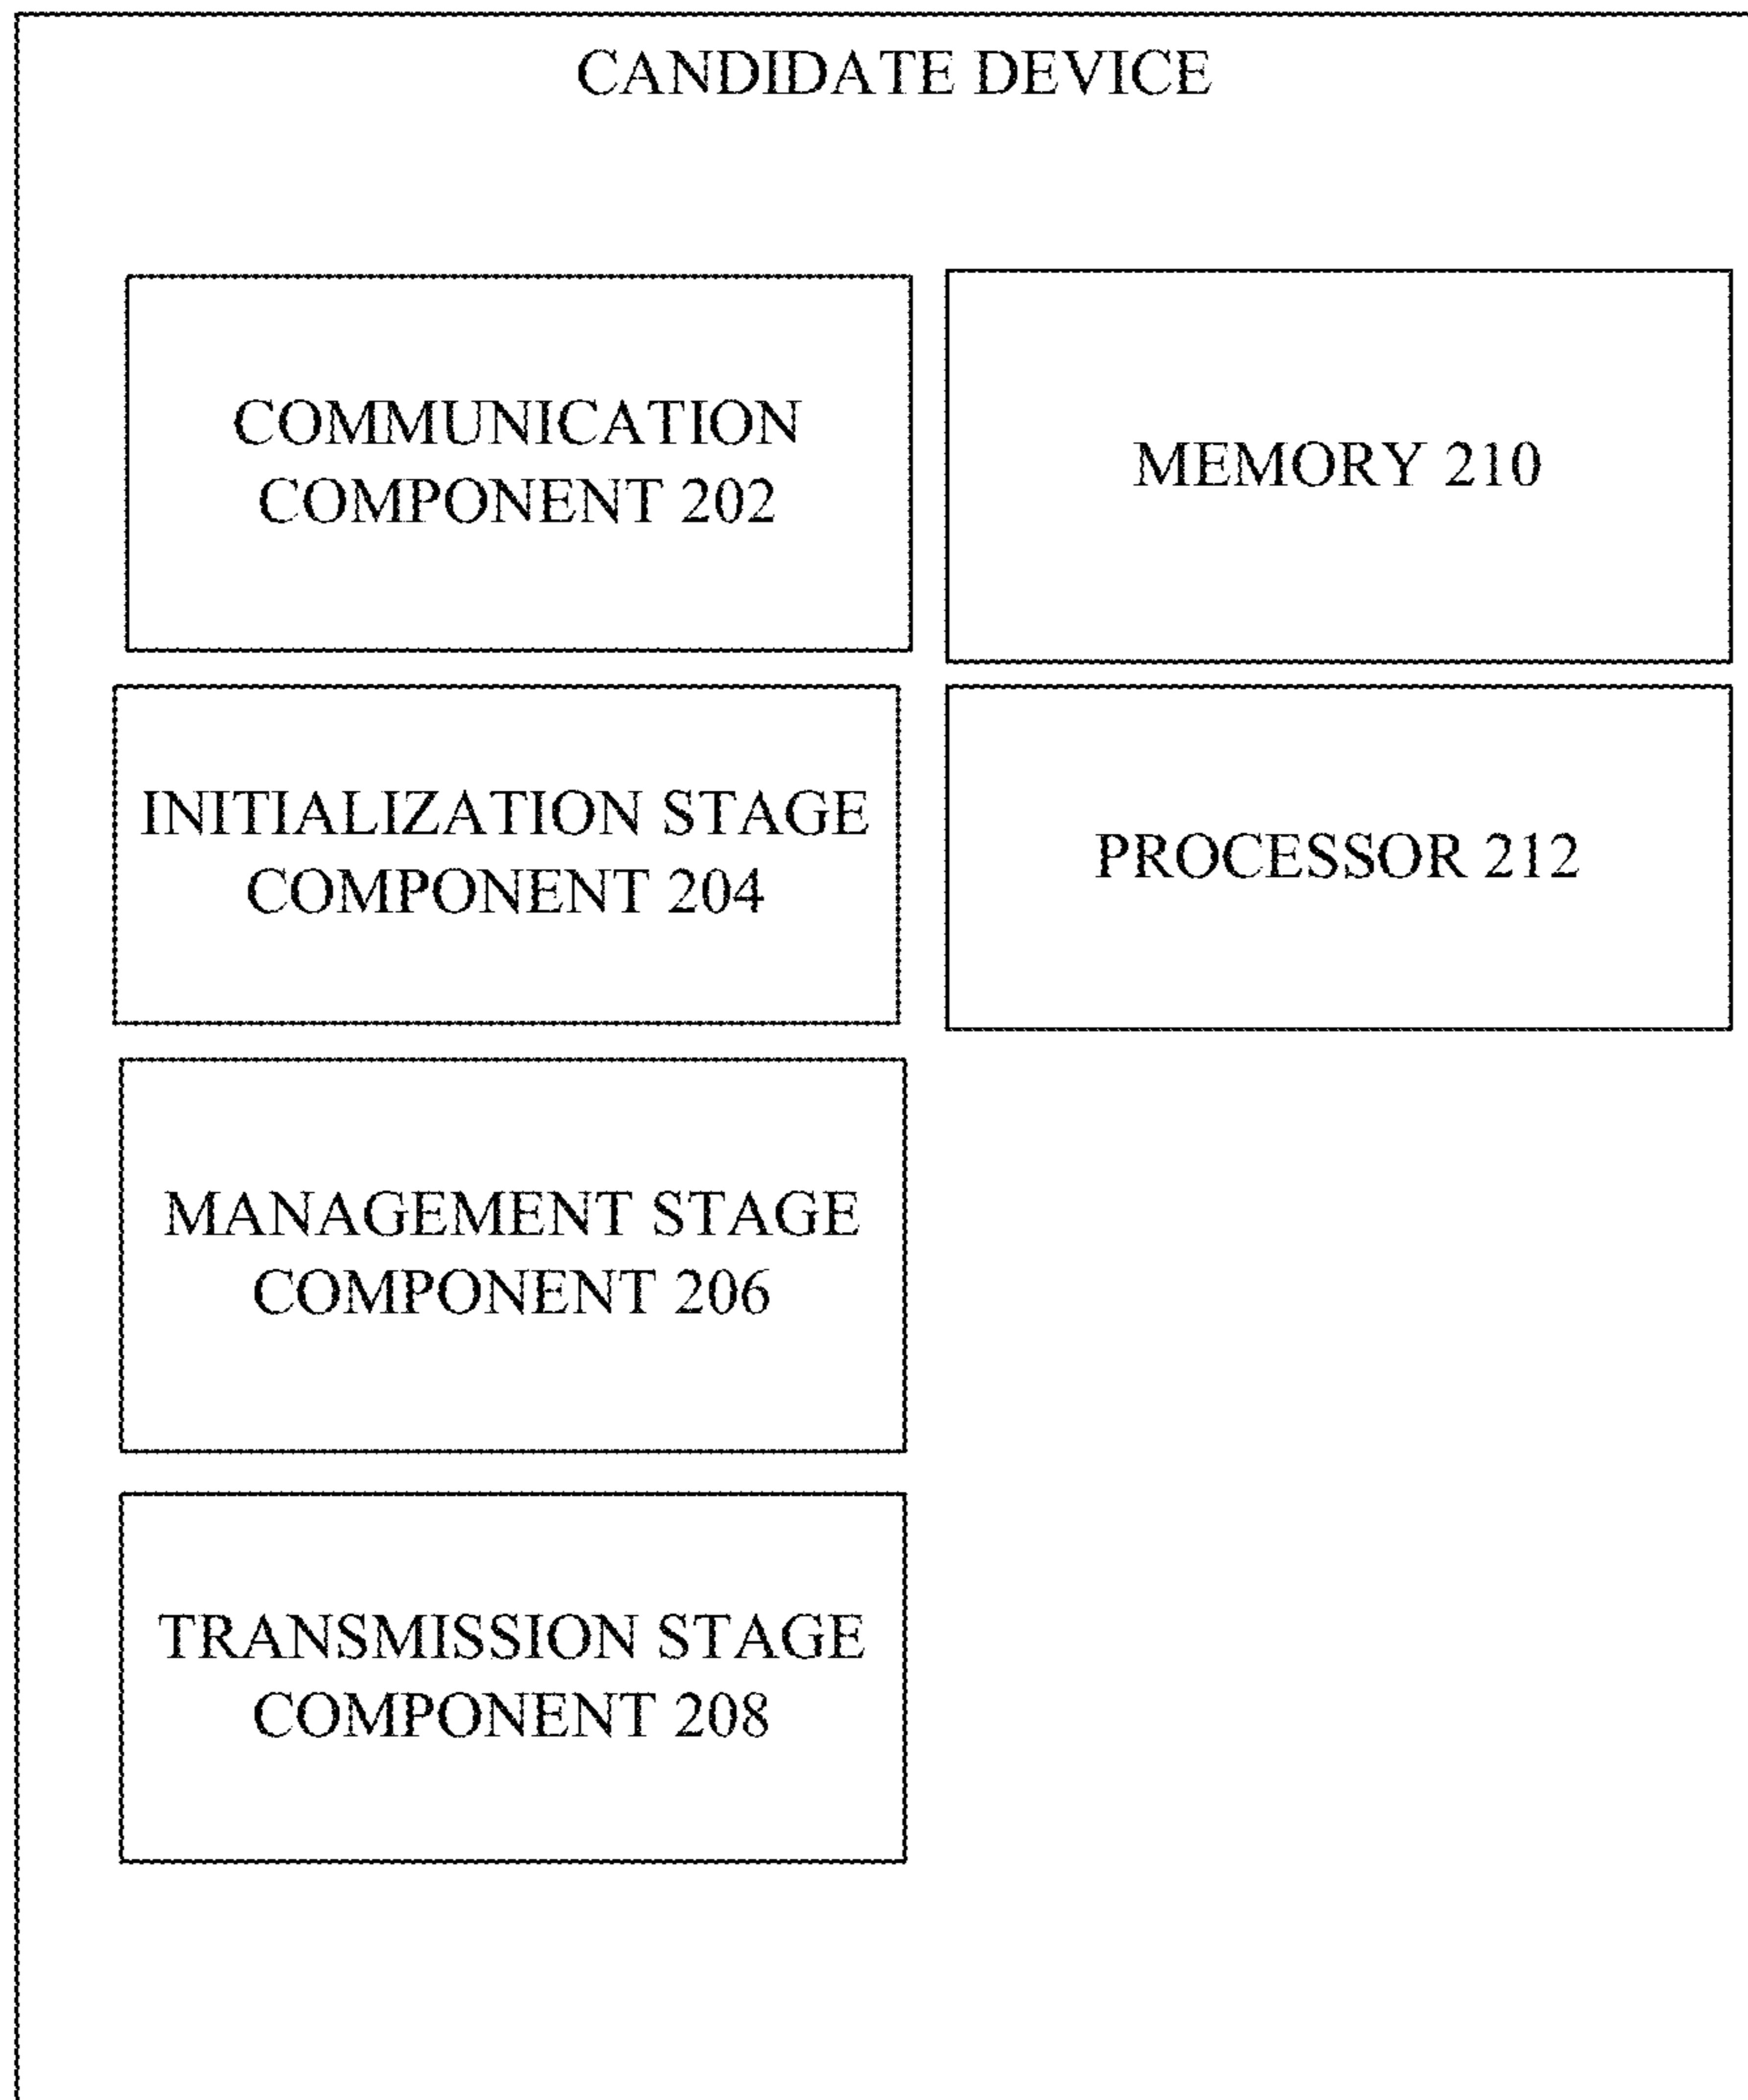 CANDIDATE DEVICE
COMMUNICATION
COMPONENT 202
MEMORY 210
INITIALIZATION STAGE
COMPONENT 204
PROCESSOR 212
MANAGEMENT STAGE
COMPONENT 206
TRANSMISSION STAGE
COMPONENT 208